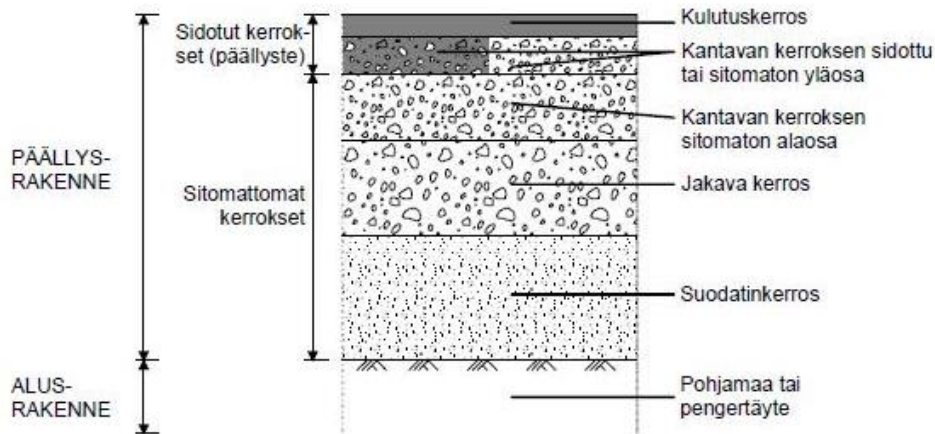 Sidotut kerrok-
set (päällyste)
PÄÄLLYS-
RAKENNE
Sitomattomat
kerrokset
ALUS-
RAKENNE
Kulutuskerros
Kantavan kerroksen sidottu
tai sitomaton yläosa
Kantavan kerroksen
sitomaton alaosa
Jakava kerros
Suodatinkerros
Pohjamaa tai
pengertäyte